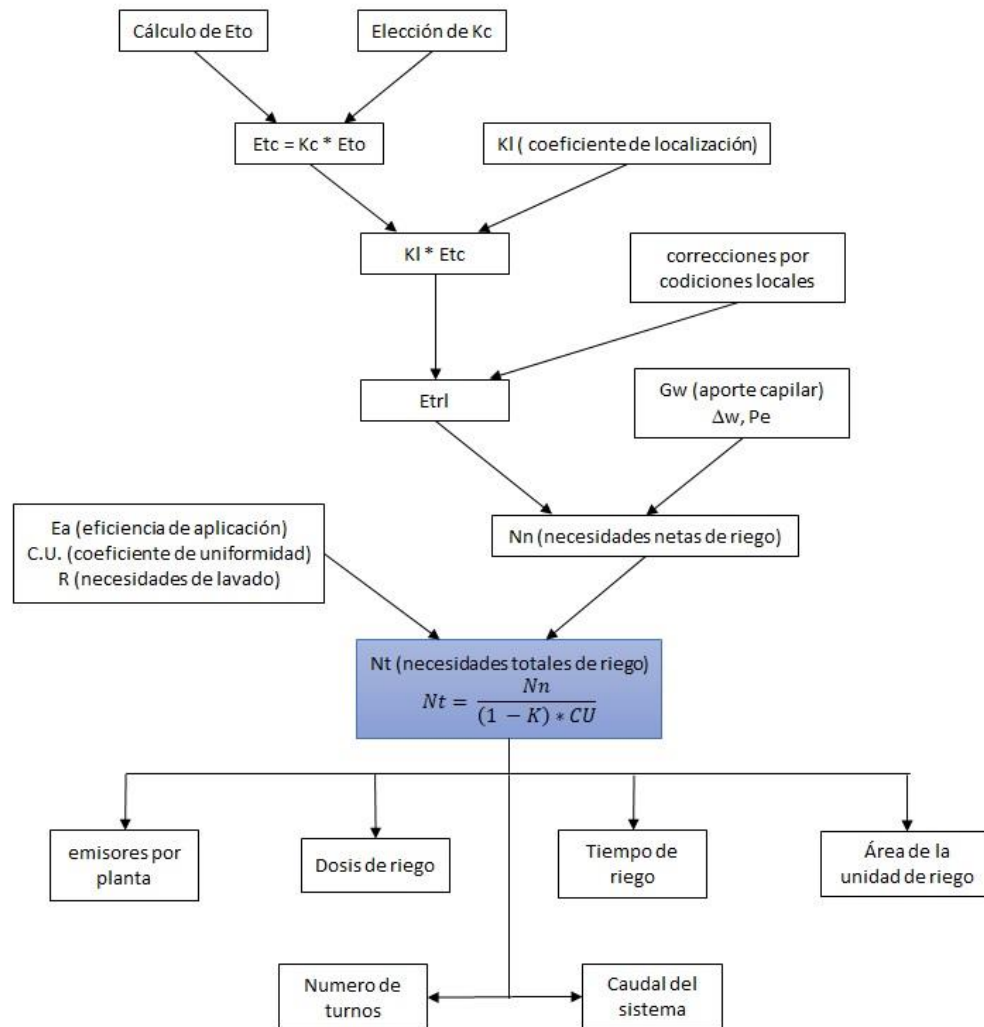 Cálculo de Eto
Elección de Kc
Etc = Kc * Eto
Kl ( coeficiente de localización)
Kl * Etc
correcciones por
codiciones locales
Etrl
Gw (aporte capilar)
Δw, Pe
Ea (eficiencia de aplicación)
C.U. (coeficiente de uniformidad)
R (necesidades de lavado)
Nn (necesidades netas de riego)
Nt (necesidades totales de riego)
Nt = Nn / (1 − K) * CU
emisores por
planta
Dosis de riego
Tiempo de
riego
Área de la
unidad de riego
Numero de
turnos
Caudal del
sistema